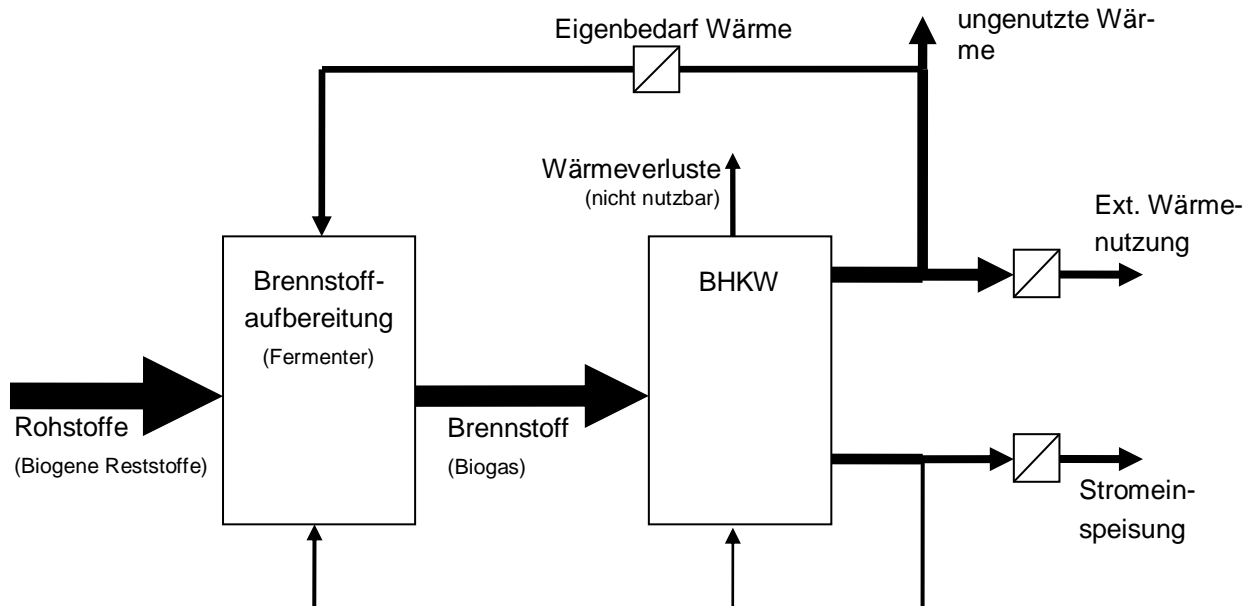 Eigenbedarf Wärme
ungenutzte Wär-
me
Wärmeverluste
(nicht nutzbar)
Ext. Wärme-
nutzung
Brennstoff-
aufbereitung
(Fermenter)
BHKW
Rohstoffe
(Biogene Reststoffe)
Brennstoff
(Biogas)
Stromein-
speisung